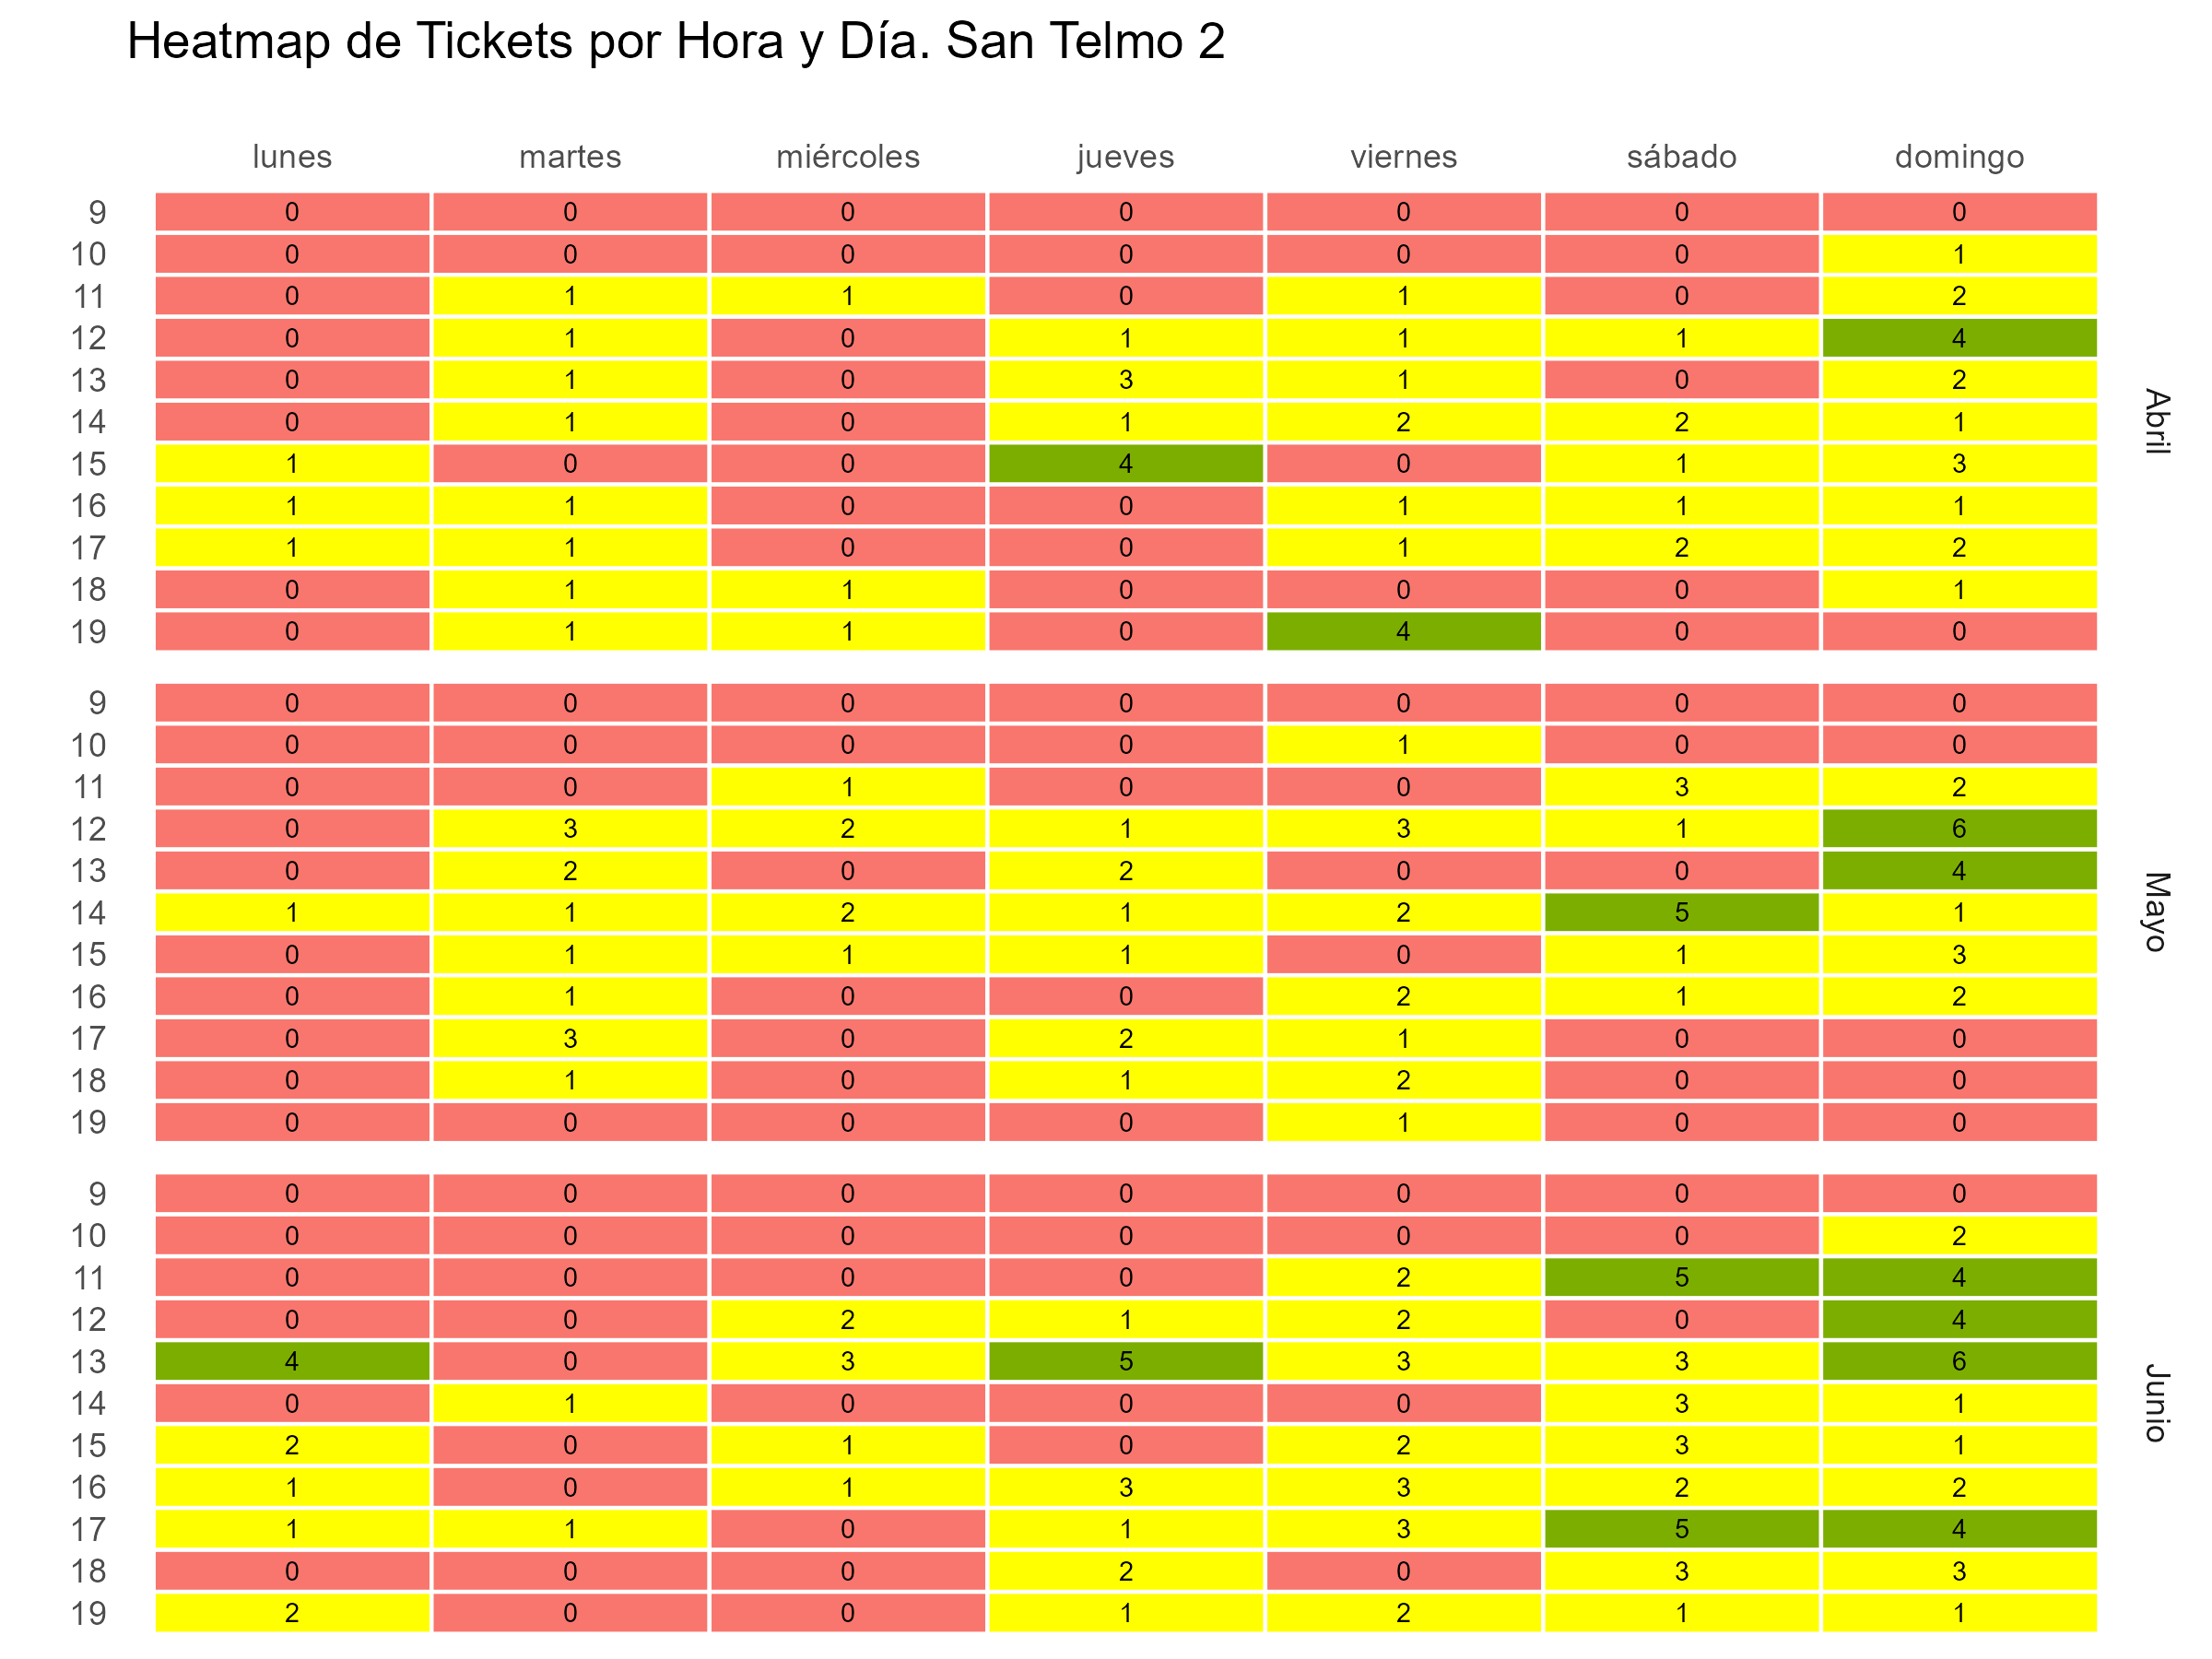 Heatmap de Tickets por Hora y Día. San Telmo 2
lunes martes miércoles jueves viernes sábado domingo
9 0 0 0 0 0 0 0
10 0 0 0 0 0 0 1
11 0 1 1 0 1 0 2
12 0 1 0 1 1 1 4
13 0 1 0 3 1 0 2
14 0 1 0 1 2 2 1
15 1 0 0 4 0 1 3
16 1 1 0 0 1 1 1
17 1 1 0 0 1 2 2
18 0 1 1 0 0 0 1
19 0 1 1 0 4 0 0
Abril
9 0 0 0 0 0 0 0
10 0 0 0 0 1 0 0
11 0 0 1 0 0 3 2
12 0 3 2 1 3 1 6
13 0 2 0 2 0 0 4
14 1 1 2 1 2 5 1
15 0 1 1 1 0 1 3
16 0 1 0 0 2 1 2
17 0 3 0 2 1 0 0
18 0 1 0 1 2 0 0
19 0 0 0 0 1 0 0
Mayo
9 0 0 0 0 0 0 0
10 0 0 0 0 0 0 2
11 0 0 0 0 2 5 4
12 0 0 2 1 2 0 4
13 4 0 3 5 3 3 6
14 0 1 0 0 0 3 1
15 2 0 1 0 2 3 1
16 1 0 1 3 3 2 2
17 1 1 0 1 3 5 4
18 0 0 0 2 0 3 3
19 2 0 0 1 2 1 1
Junio